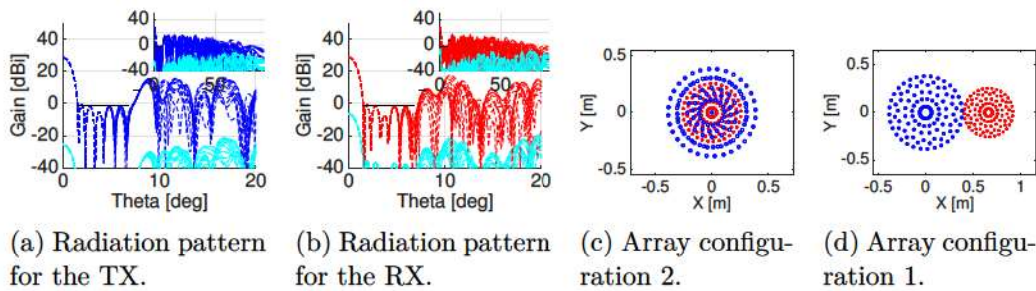 40
20
0
-20
-40
Gain [dBi]
40
0
-40
0
50
0
10
20
Theta [deg]
40
20
0
-20
-40
Gain [dBi]
40
0
-40
0
50
0
10
20
Theta [deg]
0.5
0
-0.5
Y [m]
-0.5
0
0.5
X [m]
0.5
0
-0.5
Y [m]
-0.5
0
0.5
1
X [m]
(a) Radiation pattern
for the TX.
(b) Radiation pattern
for the RX.
(c) Array configu-
ration 2.
(d) Array configu-
ration 1.